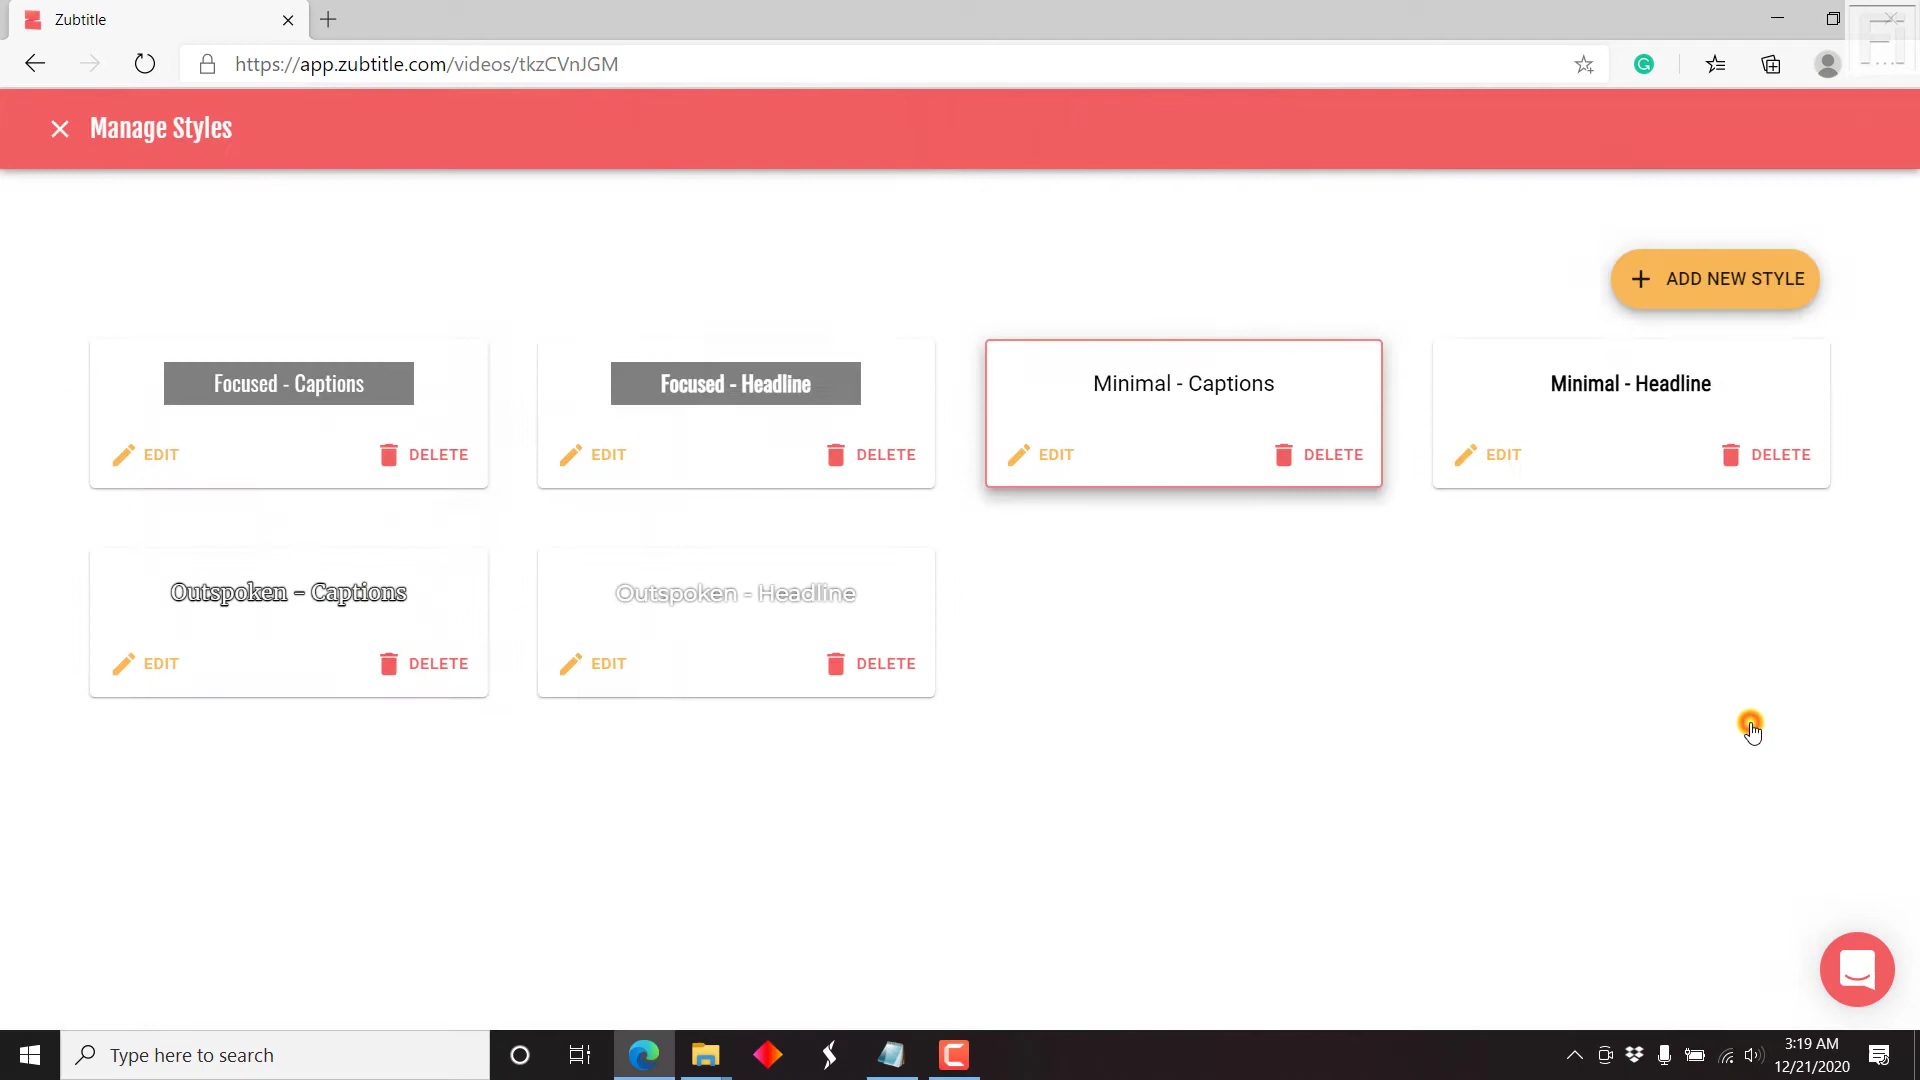 Zubtitle
https://app.zubtitle.com/videos/tkzCVnJGM
Manage Styles
ADD NEW STYLE
Focused - Captions
EDIT DELETE
Focused - Headline
EDIT DELETE
Minimal - Captions
EDIT DELETE
Minimal - Headline
EDIT DELETE
Outspoken - Captions
EDIT DELETE
Outspoken - Headline
EDIT DELETE
Type here to search
3:19 AM
12/21/2020